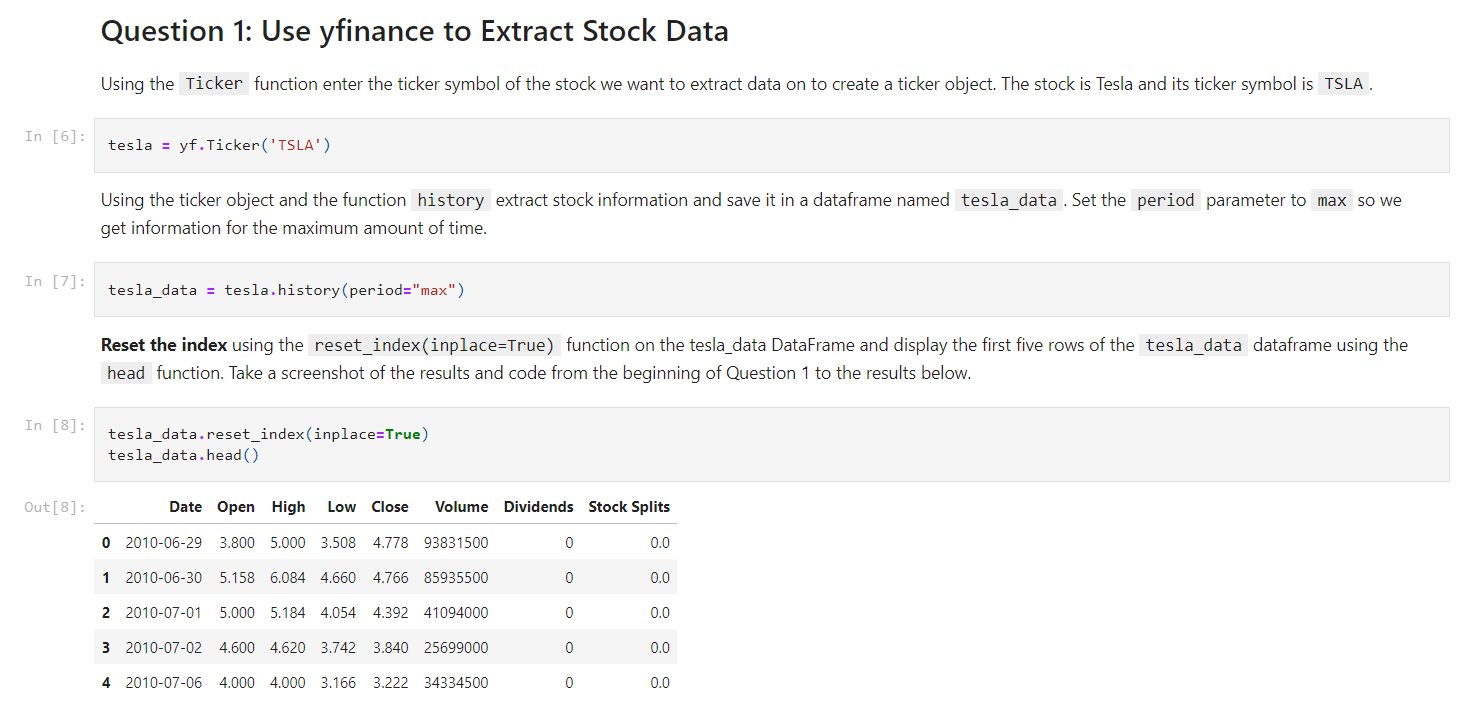 Question 1: Use yfinance to Extract Stock Data
Using the Ticker function enter the ticker symbol of the stock we want to extract data on to create a ticker object. The stock is Tesla and its ticker symbol is TSLA .
In [6]: tesla = yf.Ticker('TSLA')
Using the ticker object and the function history extract stock information and save it in a dataframe named tesla_data . Set the period parameter to max so we
get information for the maximum amount of time.
In [7]: tesla_data = tesla.history(period="max")
Reset the index using the reset_index(inplace=True) function on the tesla_data DataFrame and display the first five rows of the tesla_data dataframe using the
head function. Take a screenshot of the results and code from the beginning of Question 1 to the results below.
In [8]: tesla_data.reset_index(inplace=True)
tesla_data.head()
Out[8]: Date Open High Low Close Volume Dividends Stock Splits
0 2010-06-29 3.800 5.000 3.508 4.778 93831500 0 0.0
1 2010-06-30 5.158 6.084 4.660 4.766 85935500 0 0.0
2 2010-07-01 5.000 5.184 4.054 4.392 41094000 0 0.0
3 2010-07-02 4.600 4.620 3.742 3.840 25699000 0 0.0
4 2010-07-06 4.000 4.000 3.166 3.222 34334500 0 0.0